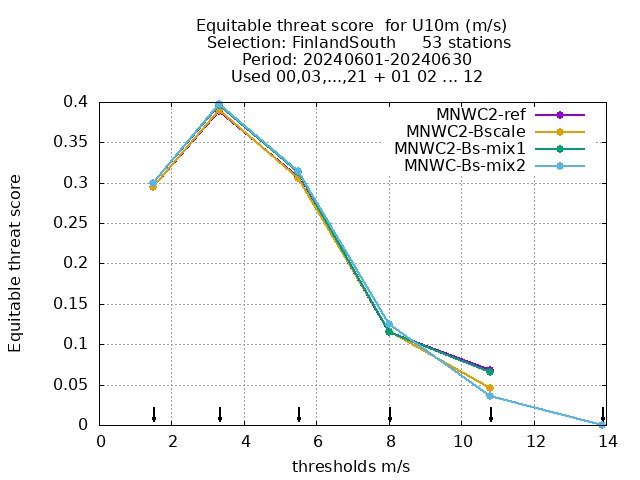 Equitable threat score  for U10m (m/s)
Selection: FinlandSouth     53 stations
Period: 20240601-20240630
Used 00,03,...,21 + 01 02 ... 12
MNWC2-ref
MNWC2-Bscale
MNWC2-Bs-mix1
MNWC-Bs-mix2
Equitable threat score
0.4
0.35
0.3
0.25
0.2
0.15
0.1
0.05
0
0 2 4 6 8 10 12 14
thresholds m/s